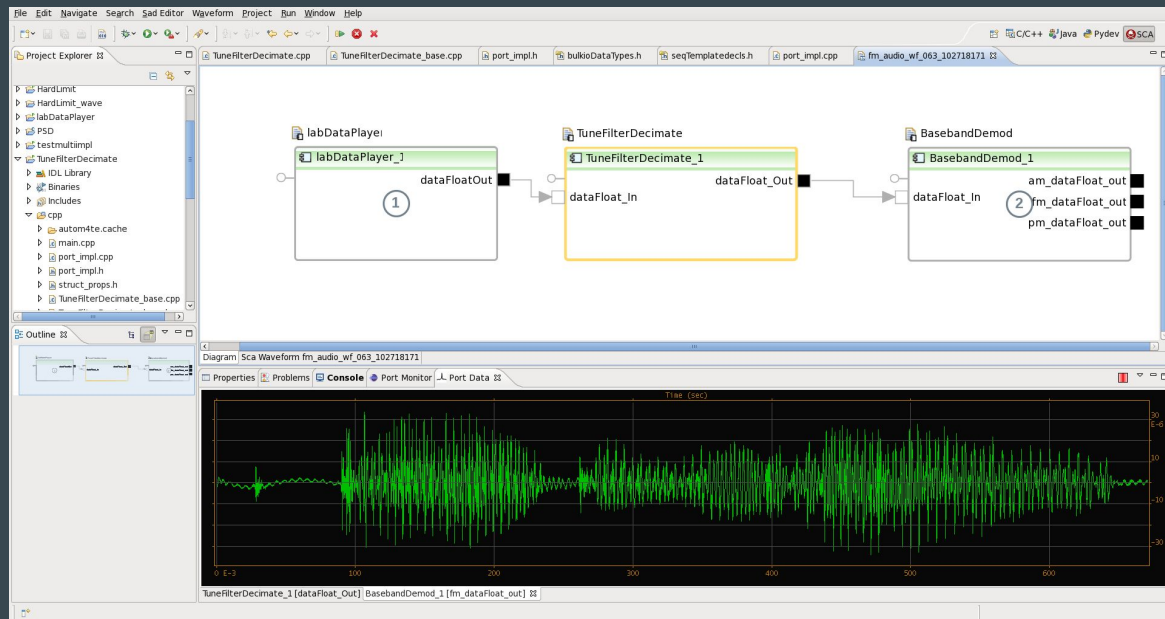 File Edit Navigate Search Sad Editor Waveform Project Run Window Help
C/C++ Java Pydev SCA
Project Explorer
TuneFilterDecimate.cpp TuneFilterDecimate_base.cpp port_impl.h bulkioDataTypes.h seqTemplatedecls.h port_impl.cpp fm_audio_wf_063_102718171
HardLimit
HardLimit_wave
labDataPlayer
PSD
testmultiimpl
TuneFilterDecimate
IDL Library
Binaries
Includes
cpp
autom4te.cache
main.cpp
port_impl.cpp
port_impl.h
struct_props.h
TuneFilterDecimate_base.cpp
labDataPlayer
labDataPlayer_1
dataFloatOut
1
TuneFilterDecimate
TuneFilterDecimate_1
dataFloat_Out
dataFloat_In
BasebandDemod
BasebandDemod_1
am_dataFloat_out
dataFloat_In
2
fm_dataFloat_out
pm_dataFloat_out
Outline
Diagram Sca Waveform fm_audio_wf_063_102718171
Properties Problems Console Port Monitor Port Data
Time (sec)
30
E-6
10
-10
-30
0 E-3 100 200 300 400 500 600
TuneFilterDecimate_1 [dataFloat_Out] BasebandDemod_1 [fm_dataFloat_out]